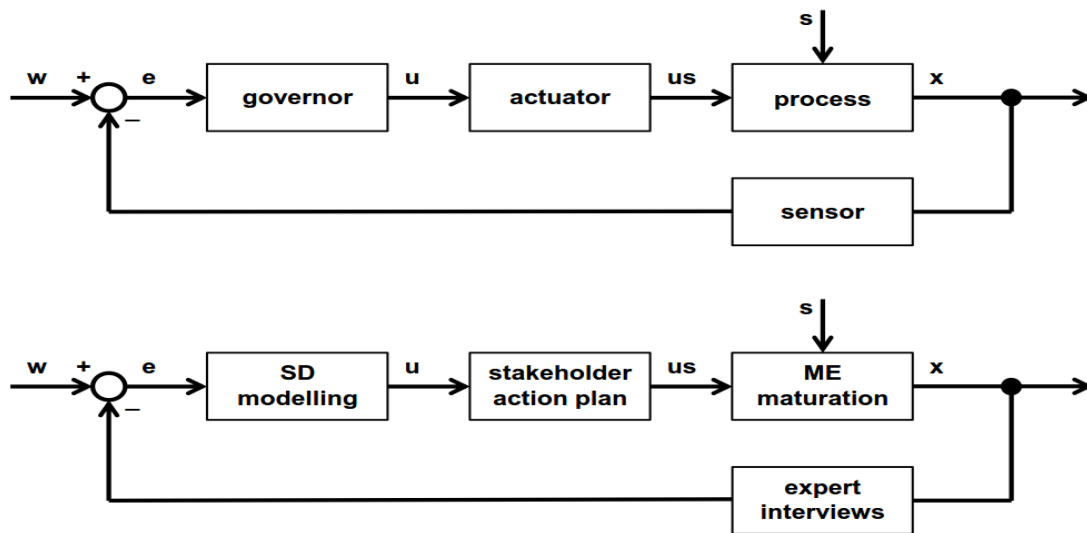 s
w + e u us x
governor actuator process
–
sensor
s
w + e u us x
SD modelling stakeholder action plan ME maturation
–
expert interviews